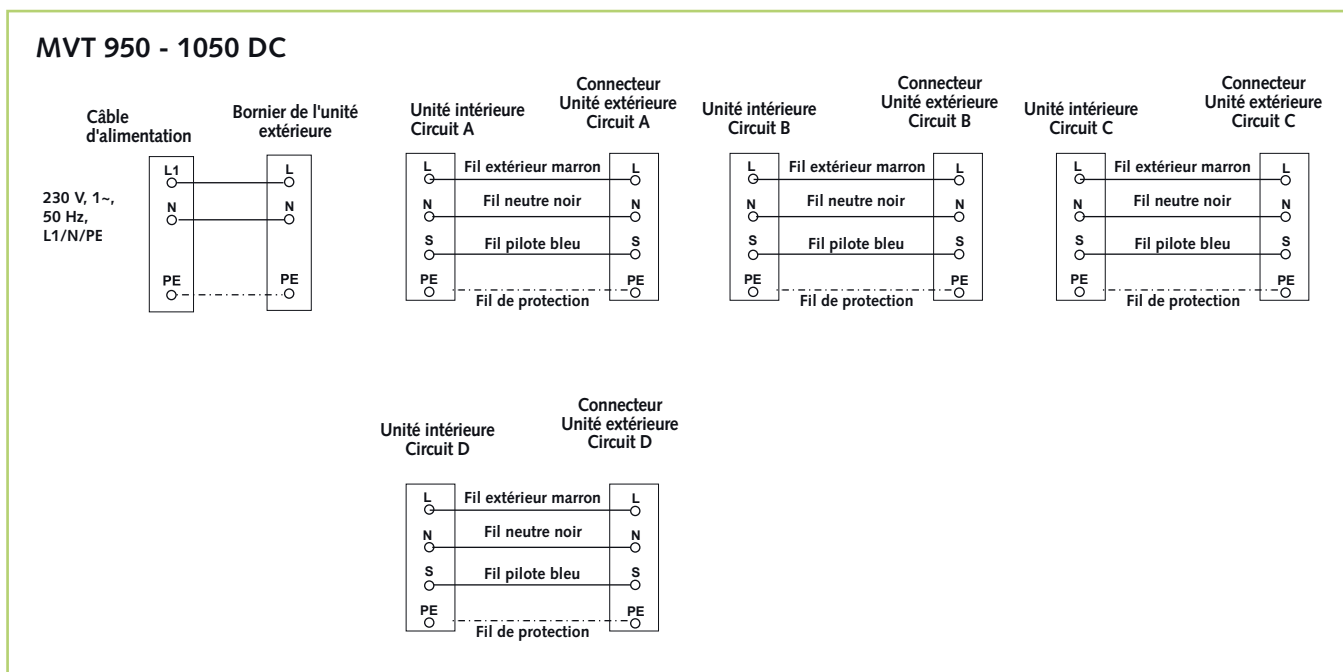 MVT 950 - 1050 DC
Câble
d'alimentation
Bornier de l'unité
extérieure
230 V, 1~,
50 Hz,
L1/N/PE
L1
L
N
N
PE
PE
Unité intérieure
Circuit A
Connecteur
Unité extérieure
Circuit A
L
Fil extérieur marron
L
N
Fil neutre noir
N
S
Fil pilote bleu
S
PE
PE
Fil de protection
Unité intérieure
Circuit B
Connecteur
Unité extérieure
Circuit B
L
Fil extérieur marron
L
N
Fil neutre noir
N
S
Fil pilote bleu
S
PE
PE
Fil de protection
Unité intérieure
Circuit C
Connecteur
Unité extérieure
Circuit C
L
Fil extérieur marron
L
N
Fil neutre noir
N
S
Fil pilote bleu
S
PE
PE
Fil de protection
Unité intérieure
Circuit D
Connecteur
Unité extérieure
Circuit D
L
Fil extérieur marron
L
N
Fil neutre noir
N
S
Fil pilote bleu
S
PE
PE
Fil de protection